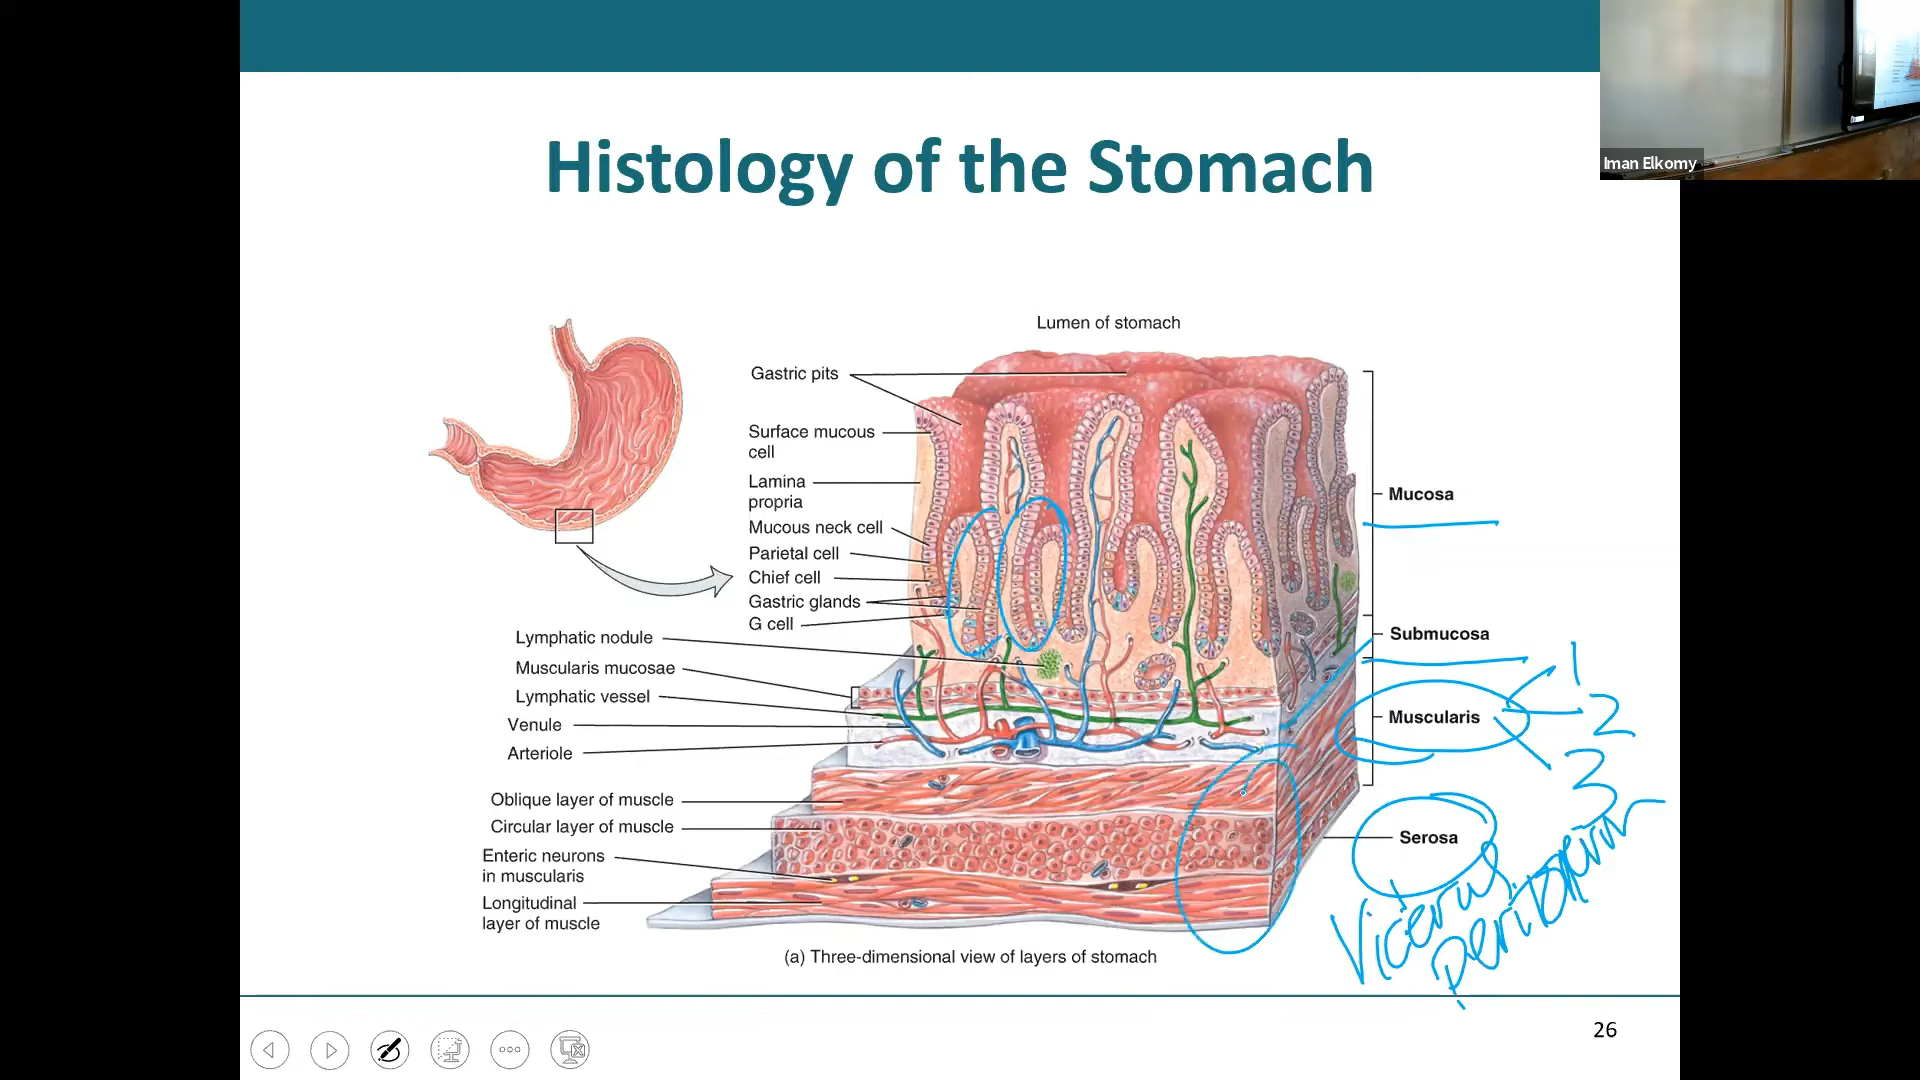 Iman Elkomy
Histology of the Stomach
Lumen of stomach
Gastric pits
Surface mucous
cell
Lamina
propria
Mucous neck cell
Parietal cell
Chief cell
Gastric glands
G cell
Lymphatic nodule
Muscularis mucosae
Lymphatic vessel
Venule
Arteriole
Oblique layer of muscle
Circular layer of muscle
Enteric neurons
in muscularis
Longitudinal
layer of muscle
Mucosa
Submucosa
Muscularis
1
2
3
Serosa
(a) Three-dimensional view of layers of stomach
26